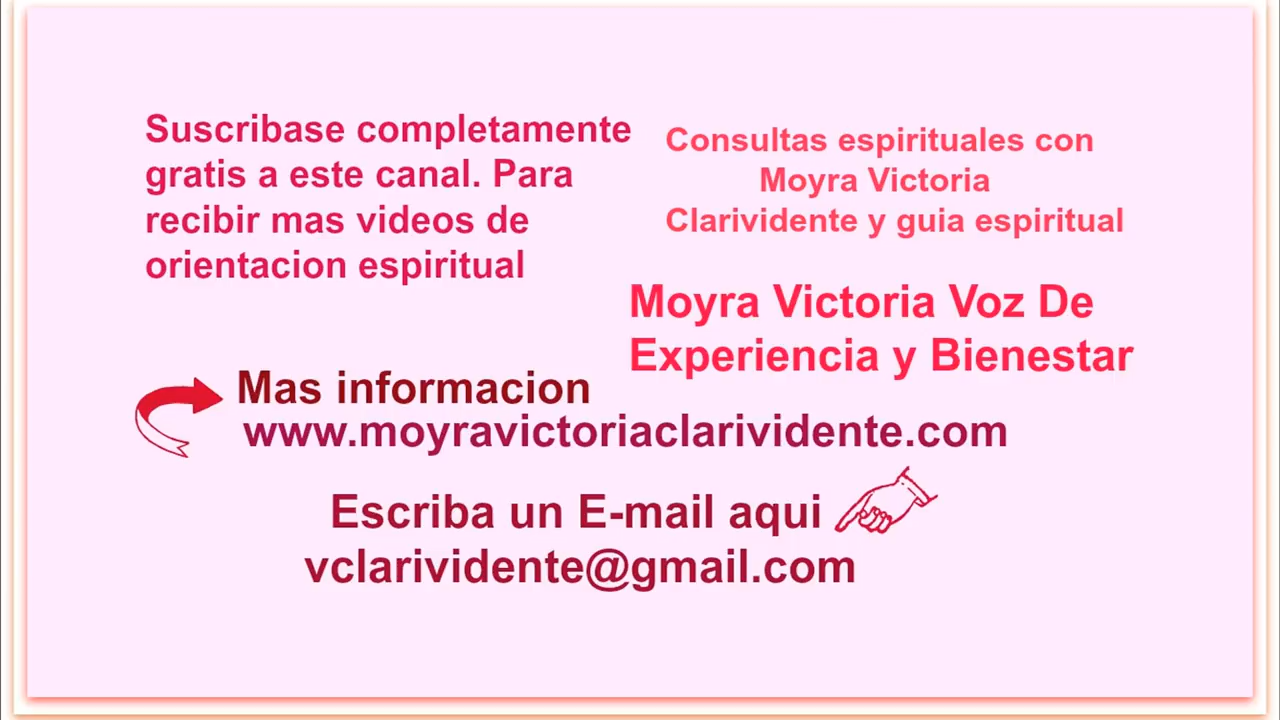 Suscribase completamente
gratis a este canal. Para
recibir mas videos de
orientacion espiritual
Consultas espirituales con
Moyra Victoria
Clarividente y guia espiritual
Moyra Victoria Voz De
Experiencia y Bienestar
Mas informacion
www.moyravictoriaclarividente.com
Escriba un E-mail aqui
vclarividente@gmail.com